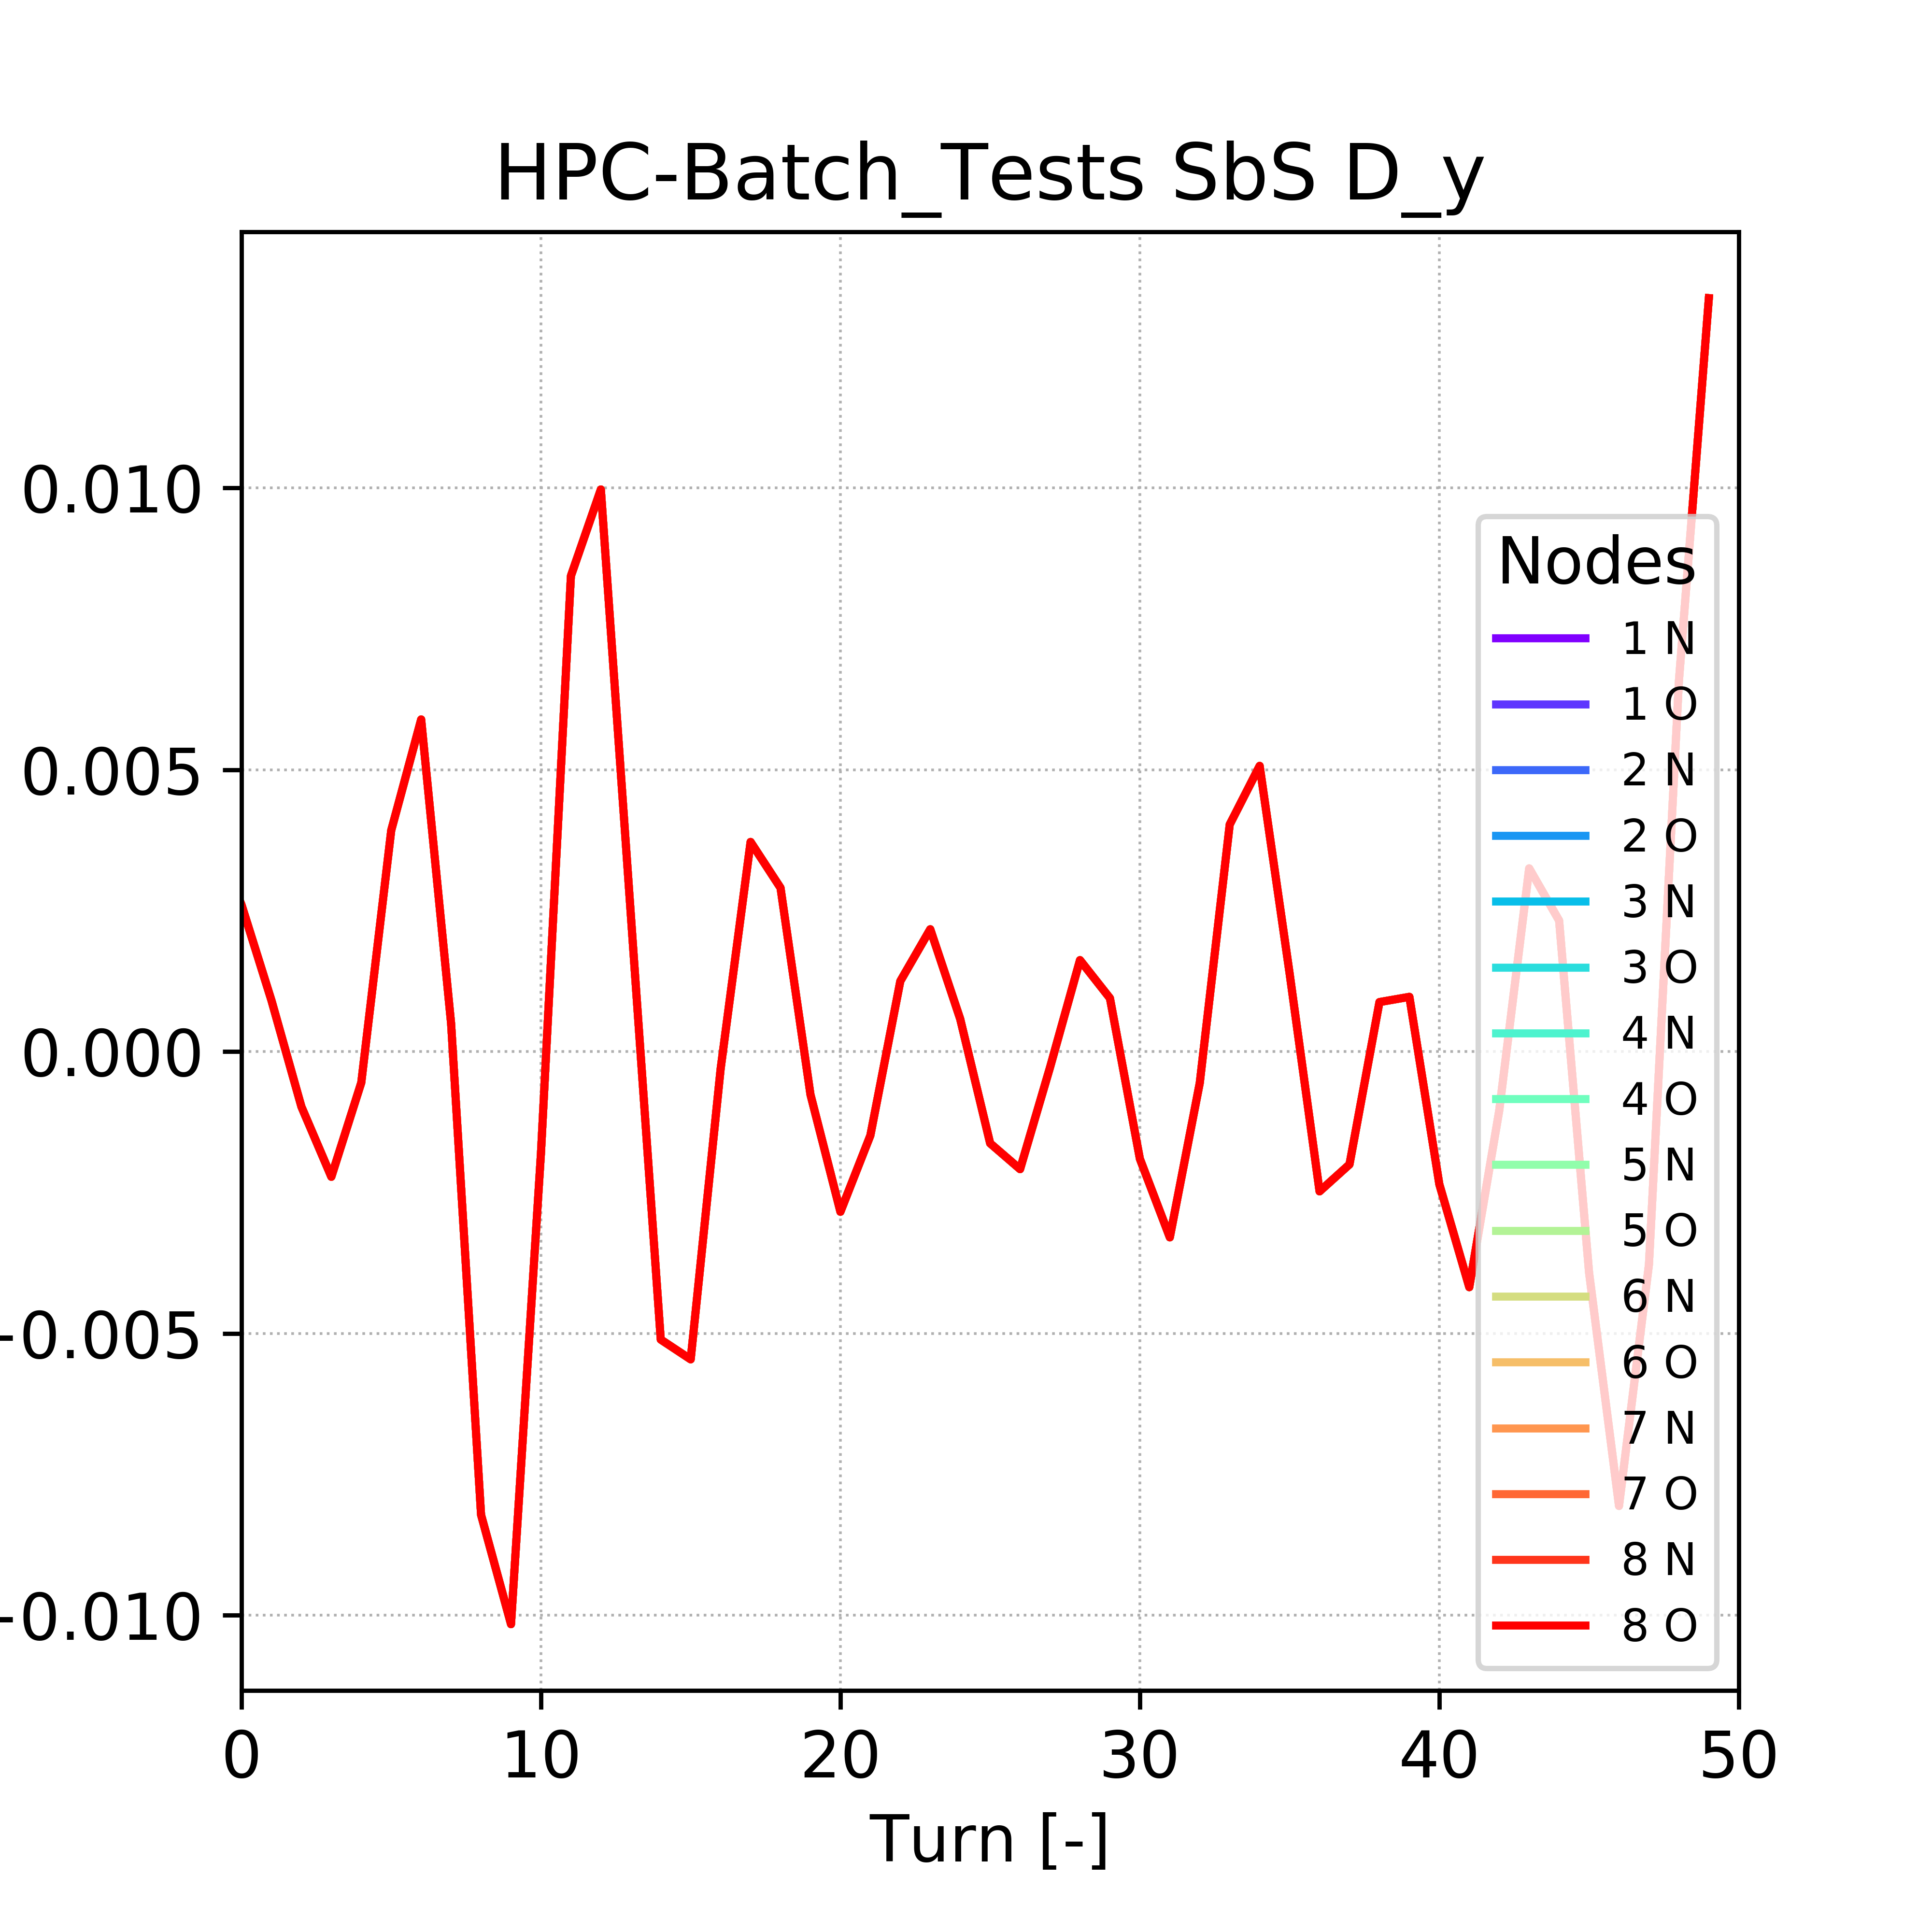 HPC-Batch_Tests SbS D_y
0.010
0.005
0.000
-0.005
-0.010
Nodes
1 N
1 O
2 N
2 O
3 N
3 O
4 N
4 O
5 N
5 O
6 N
6 O
7 N
7 O
8 N
8 O
0 10 20 30 40 50
Turn [-]